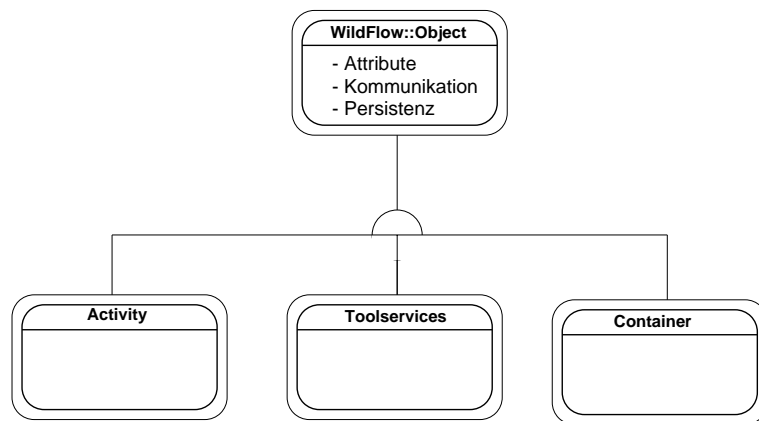 WildFlow::Object
- Attribute
- Kommunikation
- Persistenz
Activity
Toolservices
Container